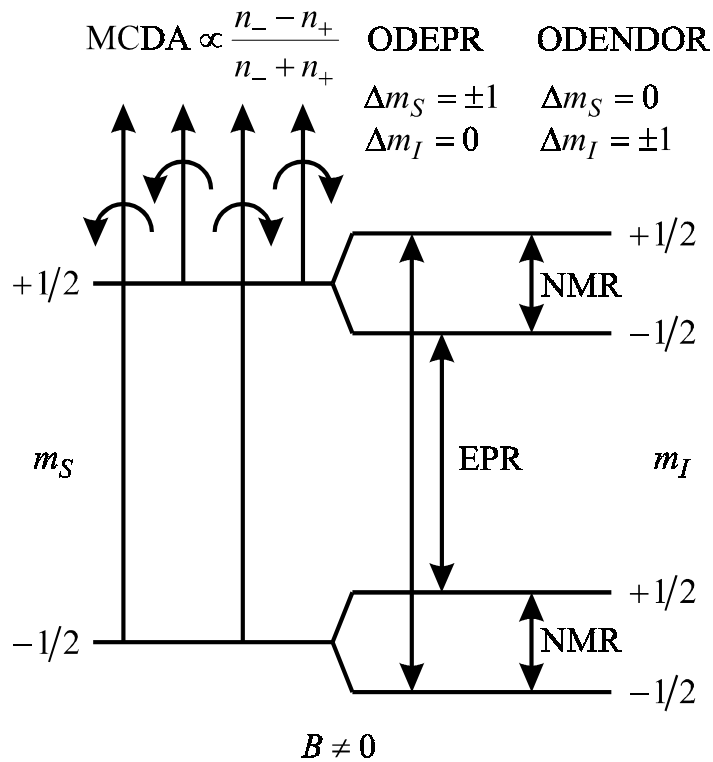 MCDA ∝ (n₋ − n₊)/(n₋ + n₊) ODEPR ODENDOR
Δm_S = ±1 Δm_S = 0
Δm_I = 0 Δm_I = ±1
+1/2
+1/2 NMR
−1/2
m_S EPR m_I
+1/2
−1/2 NMR
−1/2
B ≠ 0